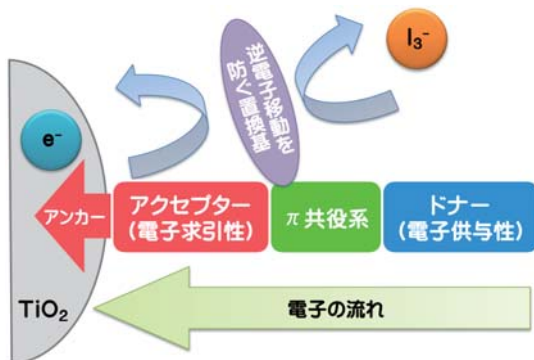 I₃⁻
逆電子移動を
防ぐ置換基
e⁻
アンカー
アクセプター
(電子求引性)
π共役系
ドナー
(電子供与性)
TiO₂
電子の流れ